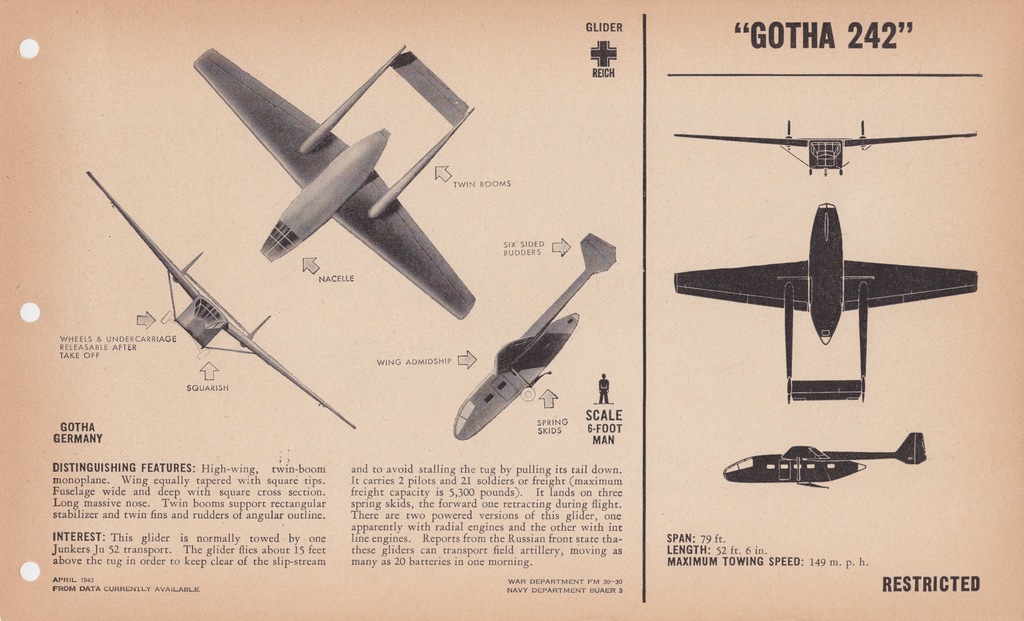 GLIDER
REICH
TWIN BOOMS
NACELLE
SIX SIDED
RUDDERS
WHEELS & UNDERCARRIAGE
RELEASABLE AFTER
TAKE OFF
SQUARISH
WING ADMIDSHIP
SPRING
SKIDS
SCALE
6-FOOT
MAN
GOTHA
GERMANY
DISTINGUISHING FEATURES: High-wing, twin-boom
monoplane. Wing equally tapered with square tips.
Fuselage wide and deep with square cross section.
Long massive nose. Twin booms support rectangular
stabilizer and twin fins and rudders of angular outline.
INTEREST: This glider is normally towed by one
Junkers Ju 52 transport. The glider flies about 15 feet
above the tug in order to keep clear of the slip-stream
and to avoid stalling the tug by pulling its tail down.
It carries 2 pilots and 21 soldiers or freight (maximum
freight capacity is 5,300 pounds). It lands on three
spring skids, the forward one retracting during flight.
There are two powered versions of this glider, one
apparently with radial engines and the other with int
line engines. Reports from the Russian front state tha-
these gliders can transport field artillery, moving as
many as 20 batteries in one morning.
APRIL 1943
FROM DATA CURRENTLY AVAILABLE
WAR DEPARTMENT FM 30-30
NAVY DEPARTMENT BUAER 3
"GOTHA 242"
SPAN: 79 ft.
LENGTH: 52 ft. 6 in.
MAXIMUM TOWING SPEED: 149 m. p. h.
RESTRICTED